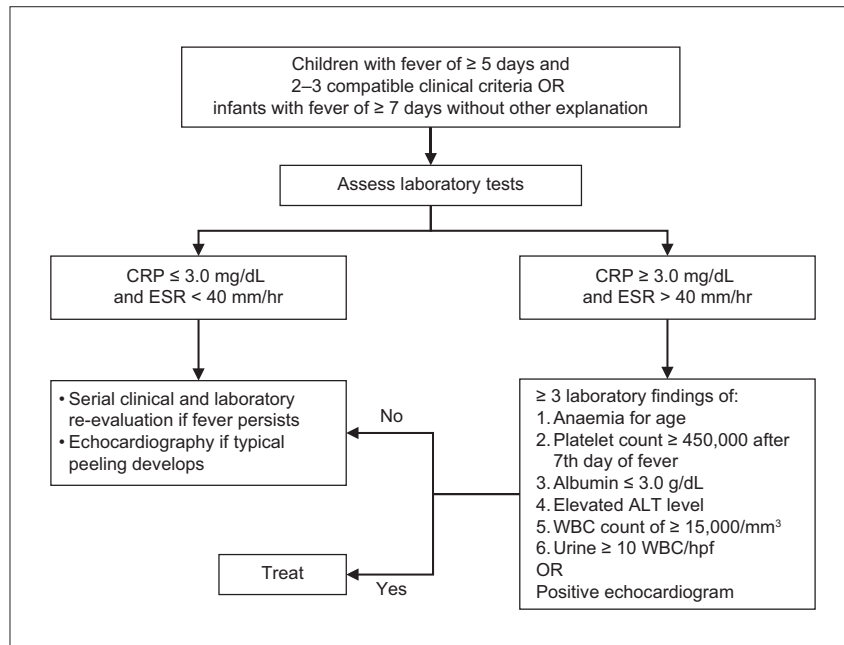 Children with fever of ≥ 5 days and
2–3 compatible clinical criteria OR
infants with fever of ≥ 7 days without other explanation
Assess laboratory tests
CRP ≤ 3.0 mg/dL
and ESR < 40 mm/hr
CRP ≥ 3.0 mg/dL
and ESR > 40 mm/hr
• Serial clinical and laboratory
re-evaluation if fever persists
• Echocardiography if typical
peeling develops
No
≥ 3 laboratory findings of:
1. Anaemia for age
2. Platelet count ≥ 450,000 after
7th day of fever
3. Albumin ≤ 3.0 g/dL
4. Elevated ALT level
5. WBC count of ≥ 15,000/mm³
6. Urine ≥ 10 WBC/hpf
OR
Positive echocardiogram
Treat
Yes